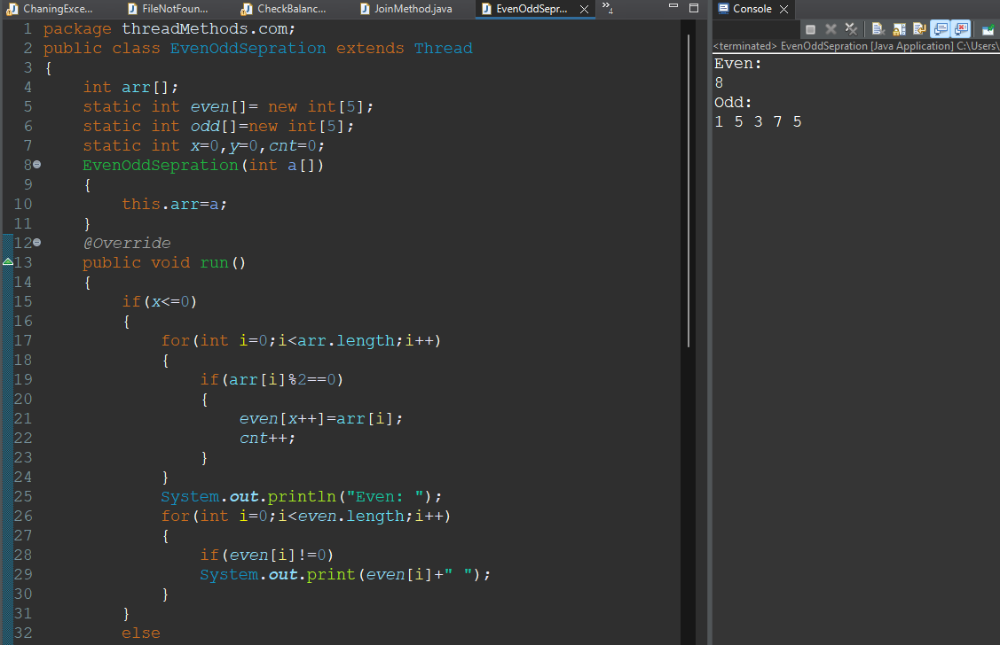 ChaningExce... FileNotFoun... CheckBalanc... JoinMethod.java EvenOddSepr... »4
1 package threadMethods.com;
2 public class EvenOddSepration extends Thread
3 {
4     int arr[];
5     static int even[]= new int[5];
6     static int odd[]=new int[5];
7     static int x=0,y=0,cnt=0;
8     EvenOddSepration(int a[])
9     {
10         this.arr=a;
11     }
12     @Override
13     public void run()
14     {
15         if(x<=0)
16         {
17             for(int i=0;i<arr.length;i++)
18             {
19                 if(arr[i]%2==0)
20                 {
21                     even[x++]=arr[i];
22                     cnt++;
23                 }
24             }
25             System.out.println("Even: ");
26             for(int i=0;i<even.length;i++)
27             {
28                 if(even[i]!=0)
29                 System.out.print(even[i]+" ");
30             }
31         }
32         else
Console
<terminated> EvenOddSepration [Java Application] C:\Users\
Even:
8
Odd:
1 5 3 7 5